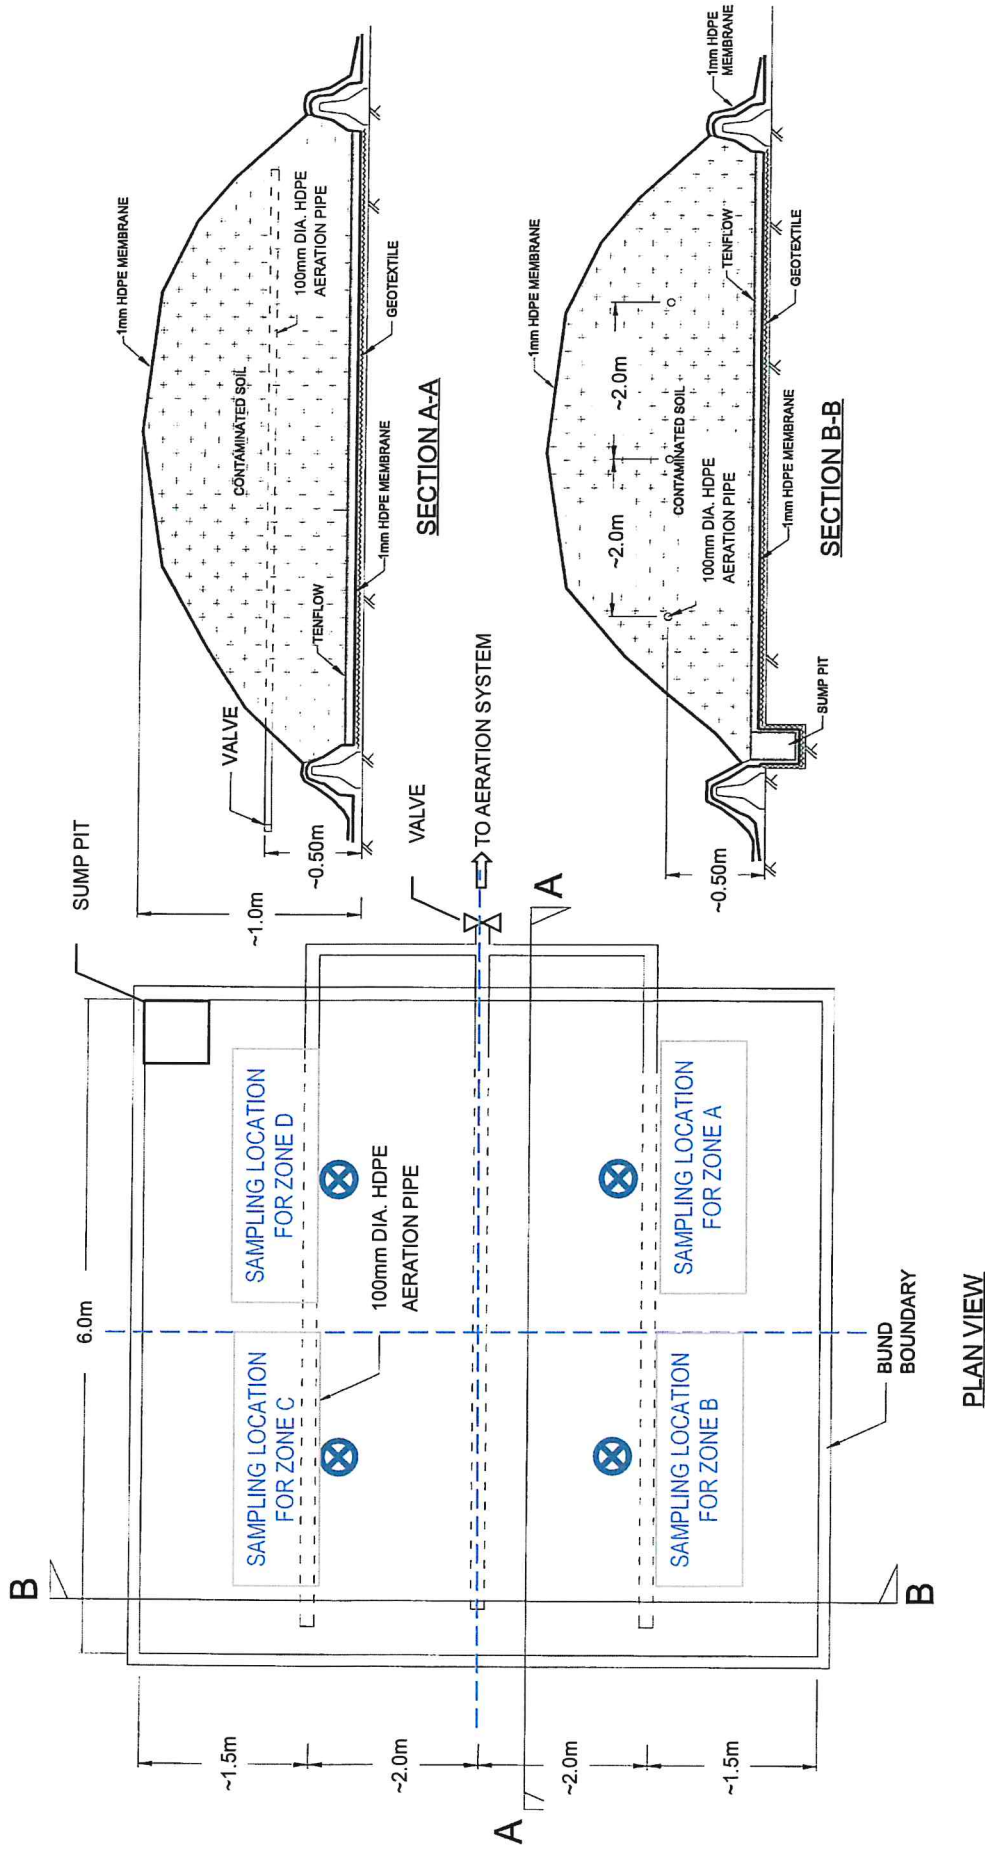 SUMP PIT
6.0m
B
SAMPLING LOCATION
FOR ZONE C
SAMPLING LOCATION
FOR ZONE D
100mm DIA. HDPE
AERATION PIPE
SAMPLING LOCATION
FOR ZONE B
SAMPLING LOCATION
FOR ZONE A
~1.5m
~2.0m
~2.0m
~1.5m
A
A
B
VALVE
TO AERATION SYSTEM
BUND
BOUNDARY
PLAN VIEW
1mm HDPE MEMBRANE
VALVE
~1.0m
~0.50m
CONTAMINATED SOIL
100mm DIA. HDPE
AERATION PIPE
TENFLOW
1mm HDPE MEMBRANE
GEOTEXTILE
SECTION A-A
1mm HDPE MEMBRANE
1mm HDPE
MEMBRANE
~2.0m
~2.0m
~0.50m
CONTAMINATED SOIL
100mm DIA. HDPE
AERATION PIPE
TENFLOW
GEOTEXTILE
1mm HDPE MEMBRANE
SUMP PIT
SECTION B-B